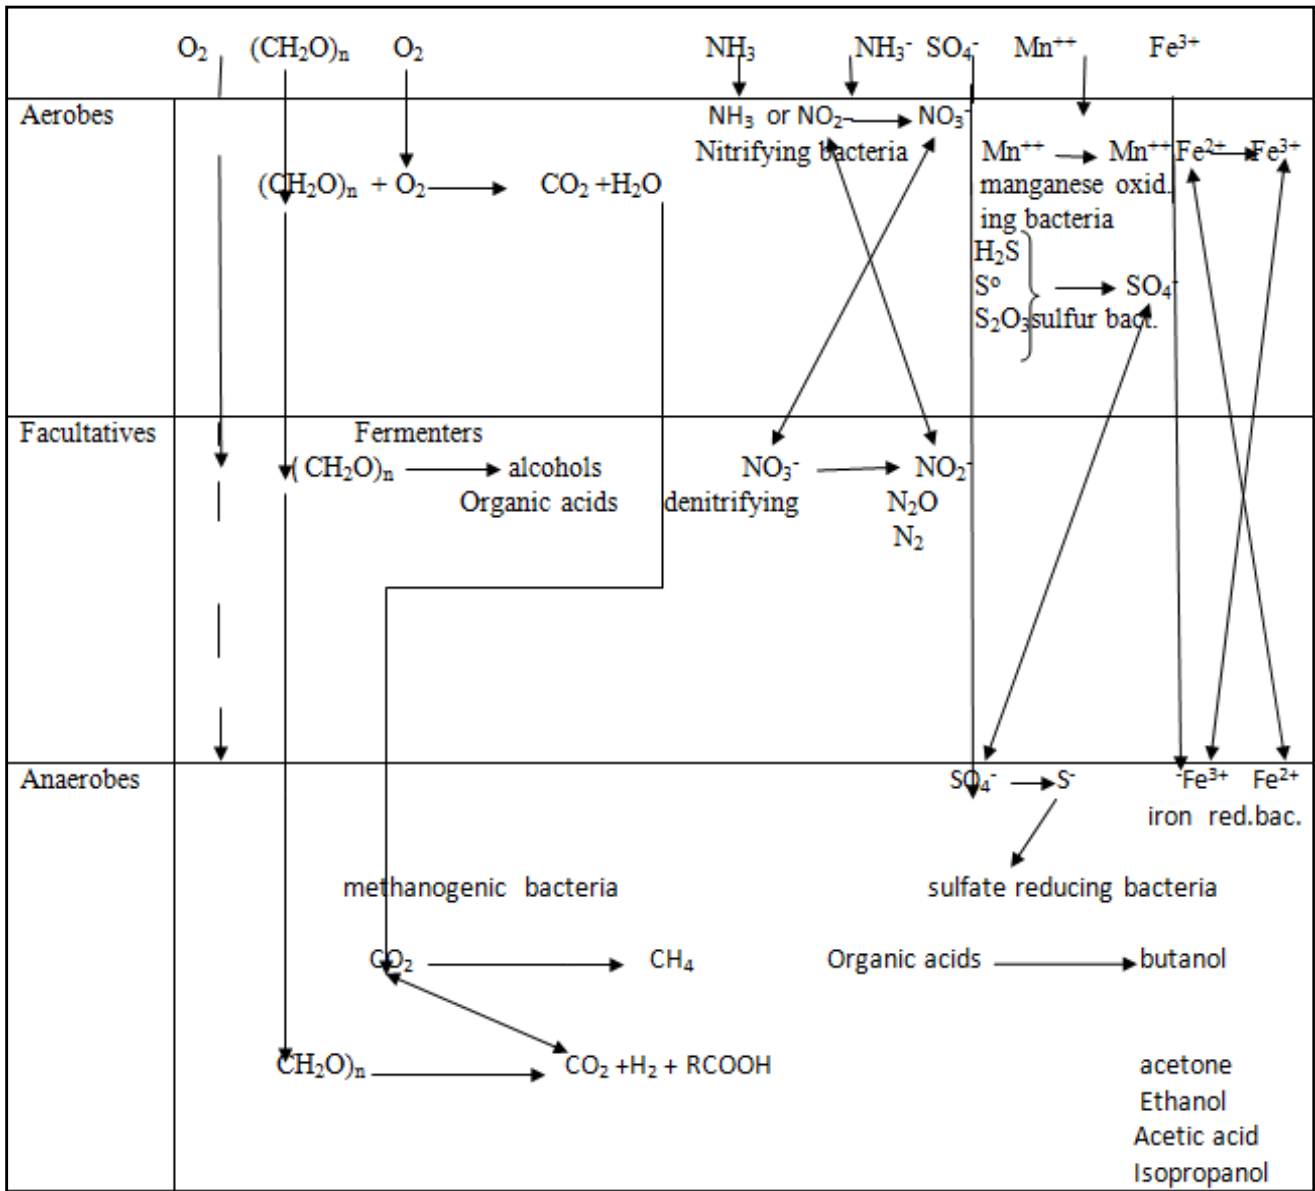 O₂ (CH₂O)n O₂ NH₃ NH₃⁻ SO₄⁻ Mn⁺⁺ Fe³⁺
Aerobes
NH₃ or NO₂– NO₃⁻
Nitrifying bacteria
Mn⁺⁺ Mn⁺⁺ Fe²⁺ Fe³⁺
(CH₂O)n + O₂ CO₂ +H₂O
manganese oxid.
ing bacteria
H₂S
S° SO₄⁻
S₂O₃ sulfur bact.
Facultatives
Fermenters
( CH₂O)n alcohols NO₃⁻ NO₂⁻
Organic acids denitrifying N₂O
N₂
Anaerobes
SO₄⁻ S⁻ ⁻Fe³⁺ Fe²⁺
iron red.bac.
methanogenic bacteria sulfate reducing bacteria
CO₂ CH₄ Organic acids butanol
CH₂O)n CO₂ +H₂ + RCOOH acetone
Ethanol
Acetic acid
Isopropanol